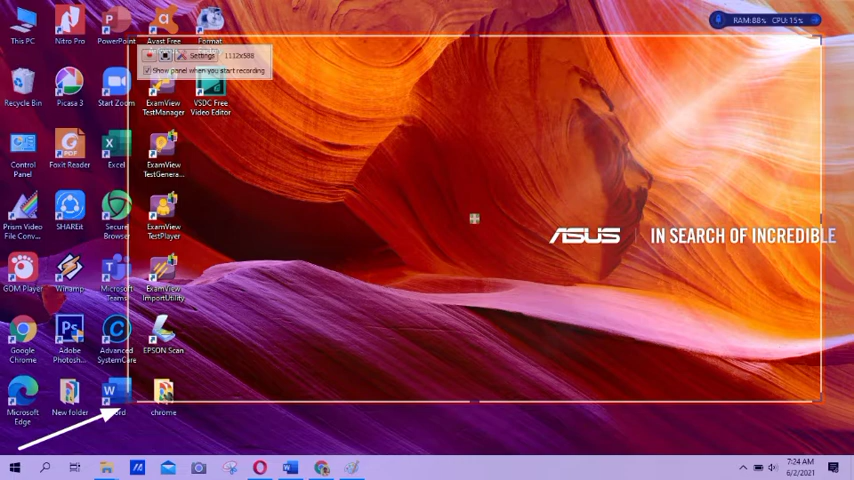 RAM:88% CPU:15%
Settings 1112x588
Show panel when you start recording
This PC
Nitro Pro
PowerPoint
Avast Free
Format
Recycle Bin
Picasa 3
Start Zoom
ExamView
TestManager
VSDC Free
Video Editor
Control
Panel
Foxit Reader
Excel
ExamView
TestGenera...
Prism Video
File Conv...
SHAREit
Secure
Browser
ExamView
TestPlayer
ASUS
IN SEARCH OF INCREDIBLE
GOM Player
Winamp
Microsoft
Teams
ExamView
ImportUtility
Google
Chrome
Adobe
Photosh...
Advanced
SystemCare
EPSON Scan
Microsoft
Edge
New folder
chrome
7:24 AM
6/2/2021